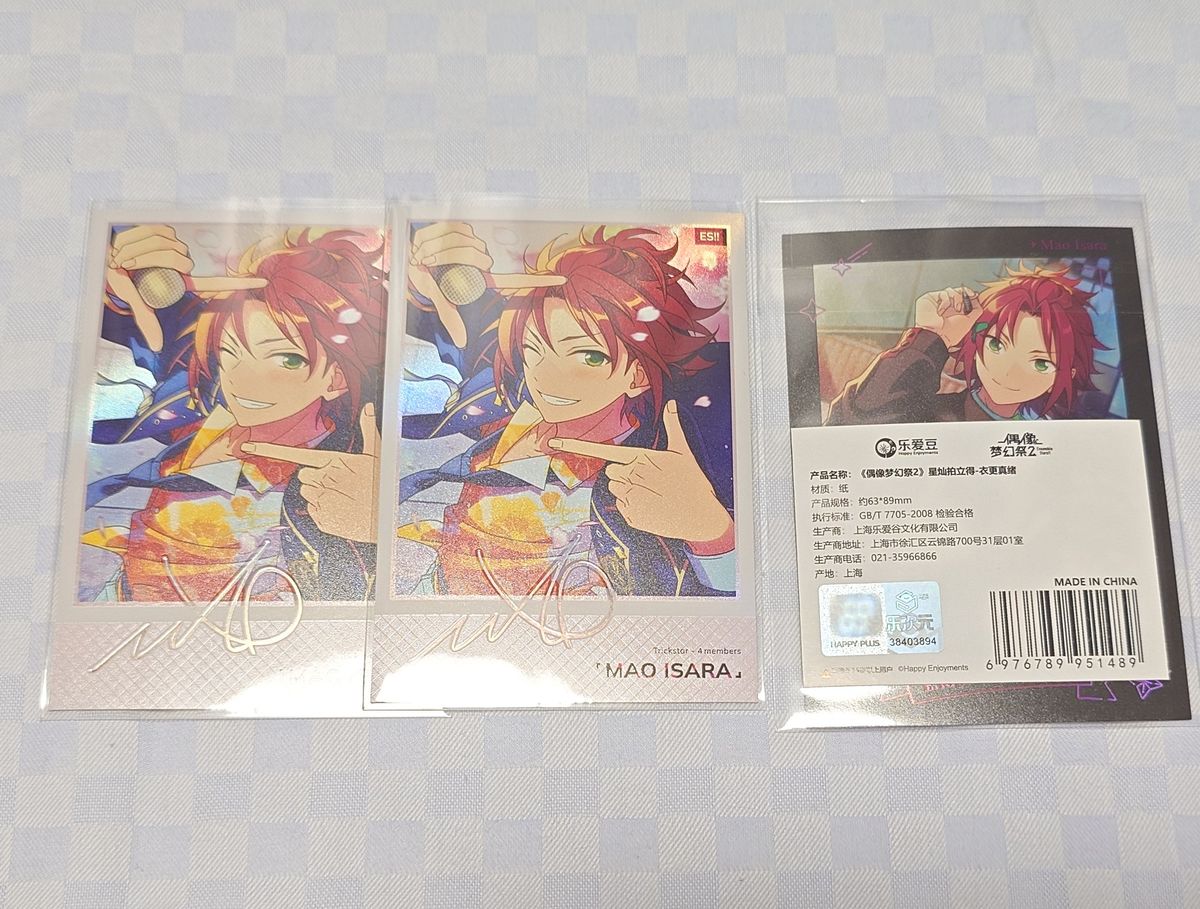 ES!!
Trickstar - 4 members
「MAO ISARA」
Mao Isara
乐爱豆
Happy Enjoyments
偶像
梦幻祭2
Ensemble
Stars!!
产品名称：《偶像梦幻祭2》星灿拍立得-衣更真绪
材质：纸
产品规格：约63*89mm
执行标准：GB/T 7705-2008 检验合格
生产商：上海乐爱谷文化有限公司
生产商地址：上海市徐汇区云锦路700号31层01室
生产商电话：021-35966866
产地：上海
MADE IN CHINA
乐次元
HAPPY PLUS 38403894
6 976789 951489
©Happy Enjoyments